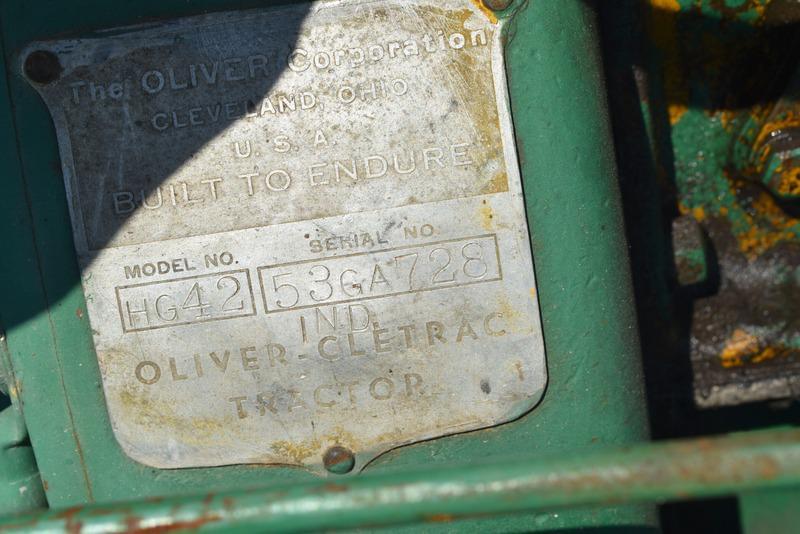 The OLIVER Corporation
CLEVELAND, OHIO
U. S. A.
BUILT TO ENDURE
MODEL NO. SERIAL NO.
HG42 53GA728
IND.
OLIVER-CLETRAC
TRACTOR